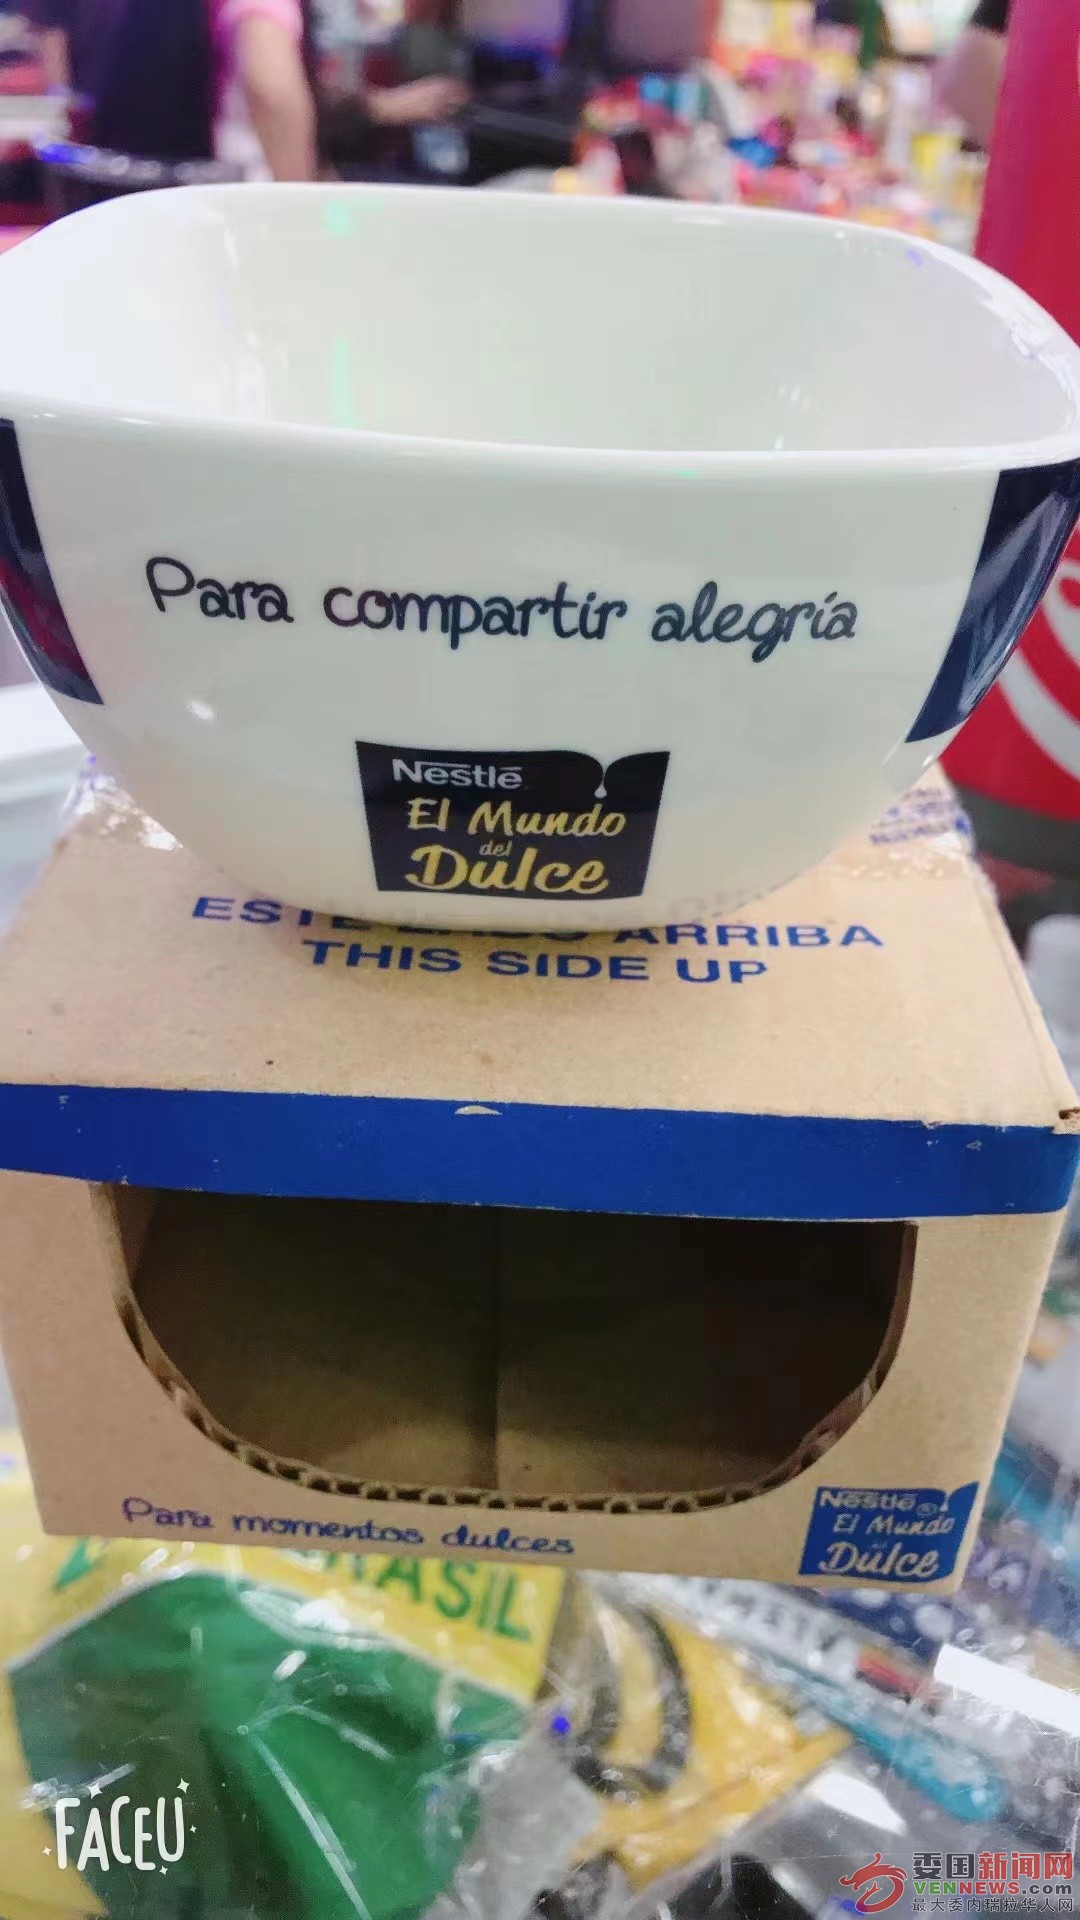 Para compartir alegría
Nestlé
El Mundo
del
Dulce
ESTE LADO ARRIBA
THIS SIDE UP
Para momentos dulces
Nestlé®
El Mundo
del
Dulce
BRASIL
FACEU
委国新闻网
VENNEWS.com
最大委内瑞拉华人网